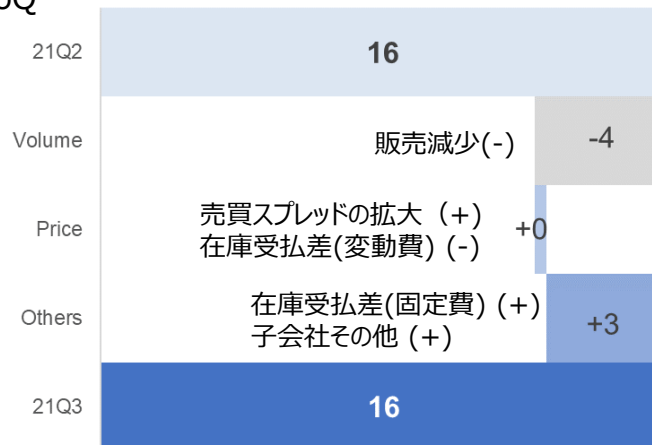 21Q2
16
Volume
販売減少(-)
-4
Price
売買スプレッドの拡大（+)
在庫受払差(変動費) (-)
+0
Others
在庫受払差(固定費) (+)
子会社その他 (+)
+3
21Q3
16